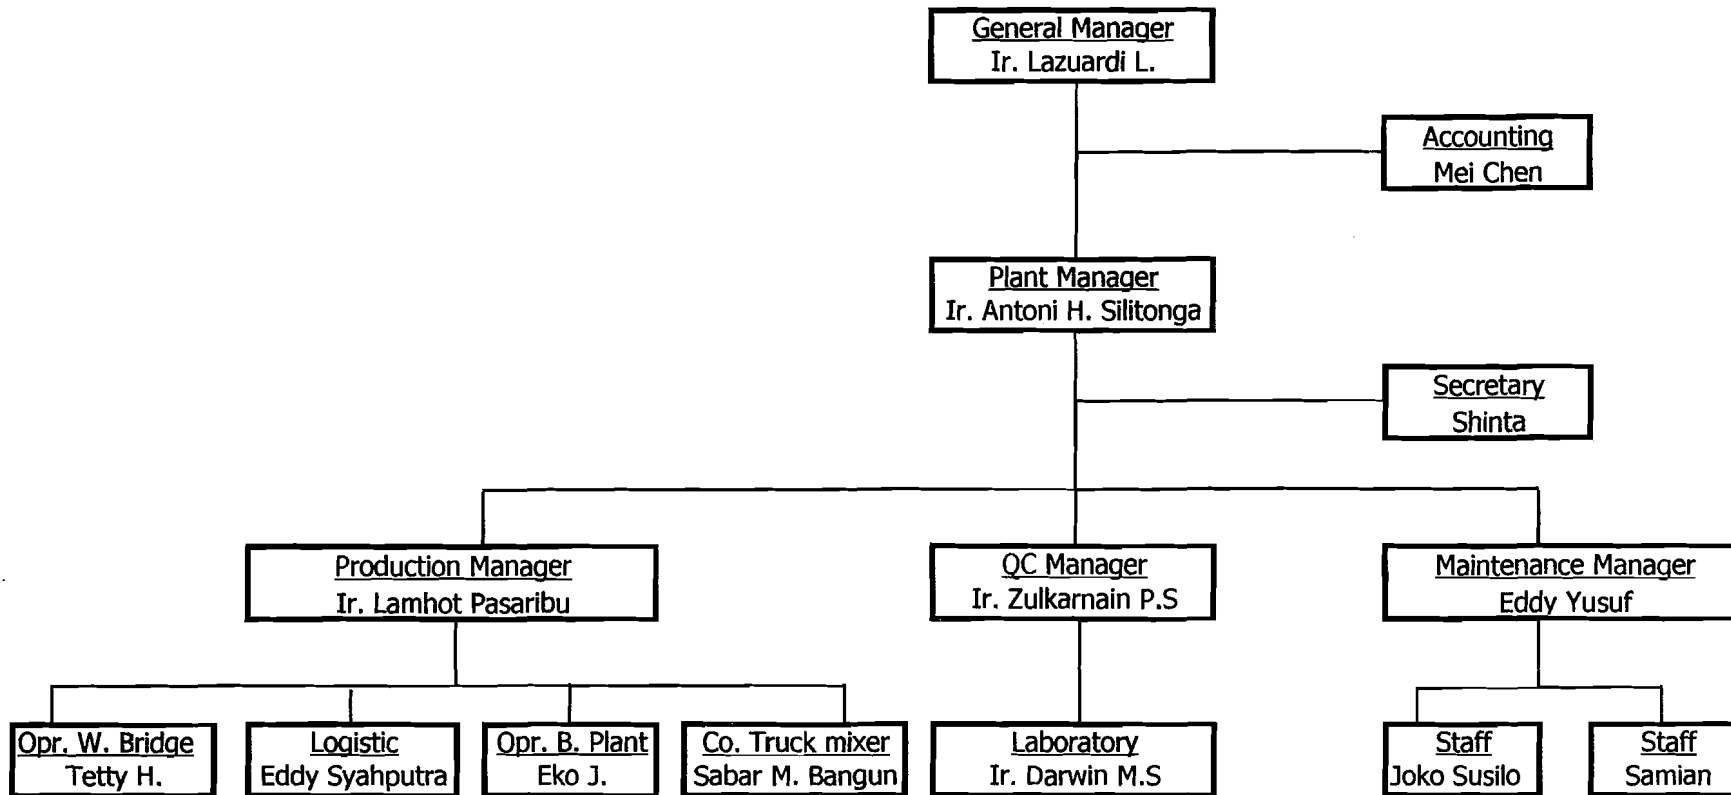 General Manager
Ir. Lazuardi L.
Accounting
Mei Chen
Plant Manager
Ir. Antoni H. Silitonga
Secretary
Shinta
Production Manager
Ir. Lamhot Pasaribu
QC Manager
Ir. Zulkarnain P.S
Maintenance Manager
Eddy Yusuf
Opr. W. Bridge
Tetty H.
Logistic
Eddy Syahputra
Opr. B. Plant
Eko J.
Co. Truck mixer
Sabar M. Bangun
Laboratory
Ir. Darwin M.S
Staff
Joko Susilo
Staff
Samian